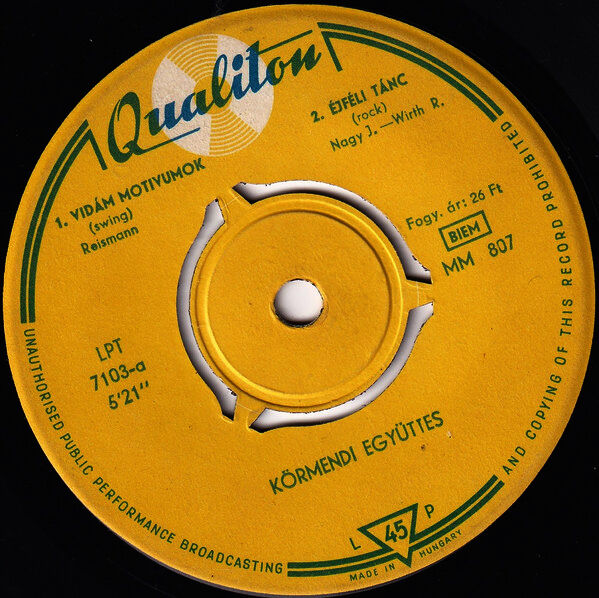 Qualiton
1. VIDÁM MOTIVUMOK
(swing)
Reismann
2. ÉJFÉLI TÁNC
(rock)
Nagy J. — Wirth R.
Fogy. ár: 26 Ft
BIEM
MM 807
LPT
7103-a
5'21"
KÖRMENDI EGYÜTTES
L 45 P
MADE IN HUNGARY
UNAUTHORISED PUBLIC PERFORMANCE BROADCASTING
AND COPYING OF THIS RECORD PROHIBITED